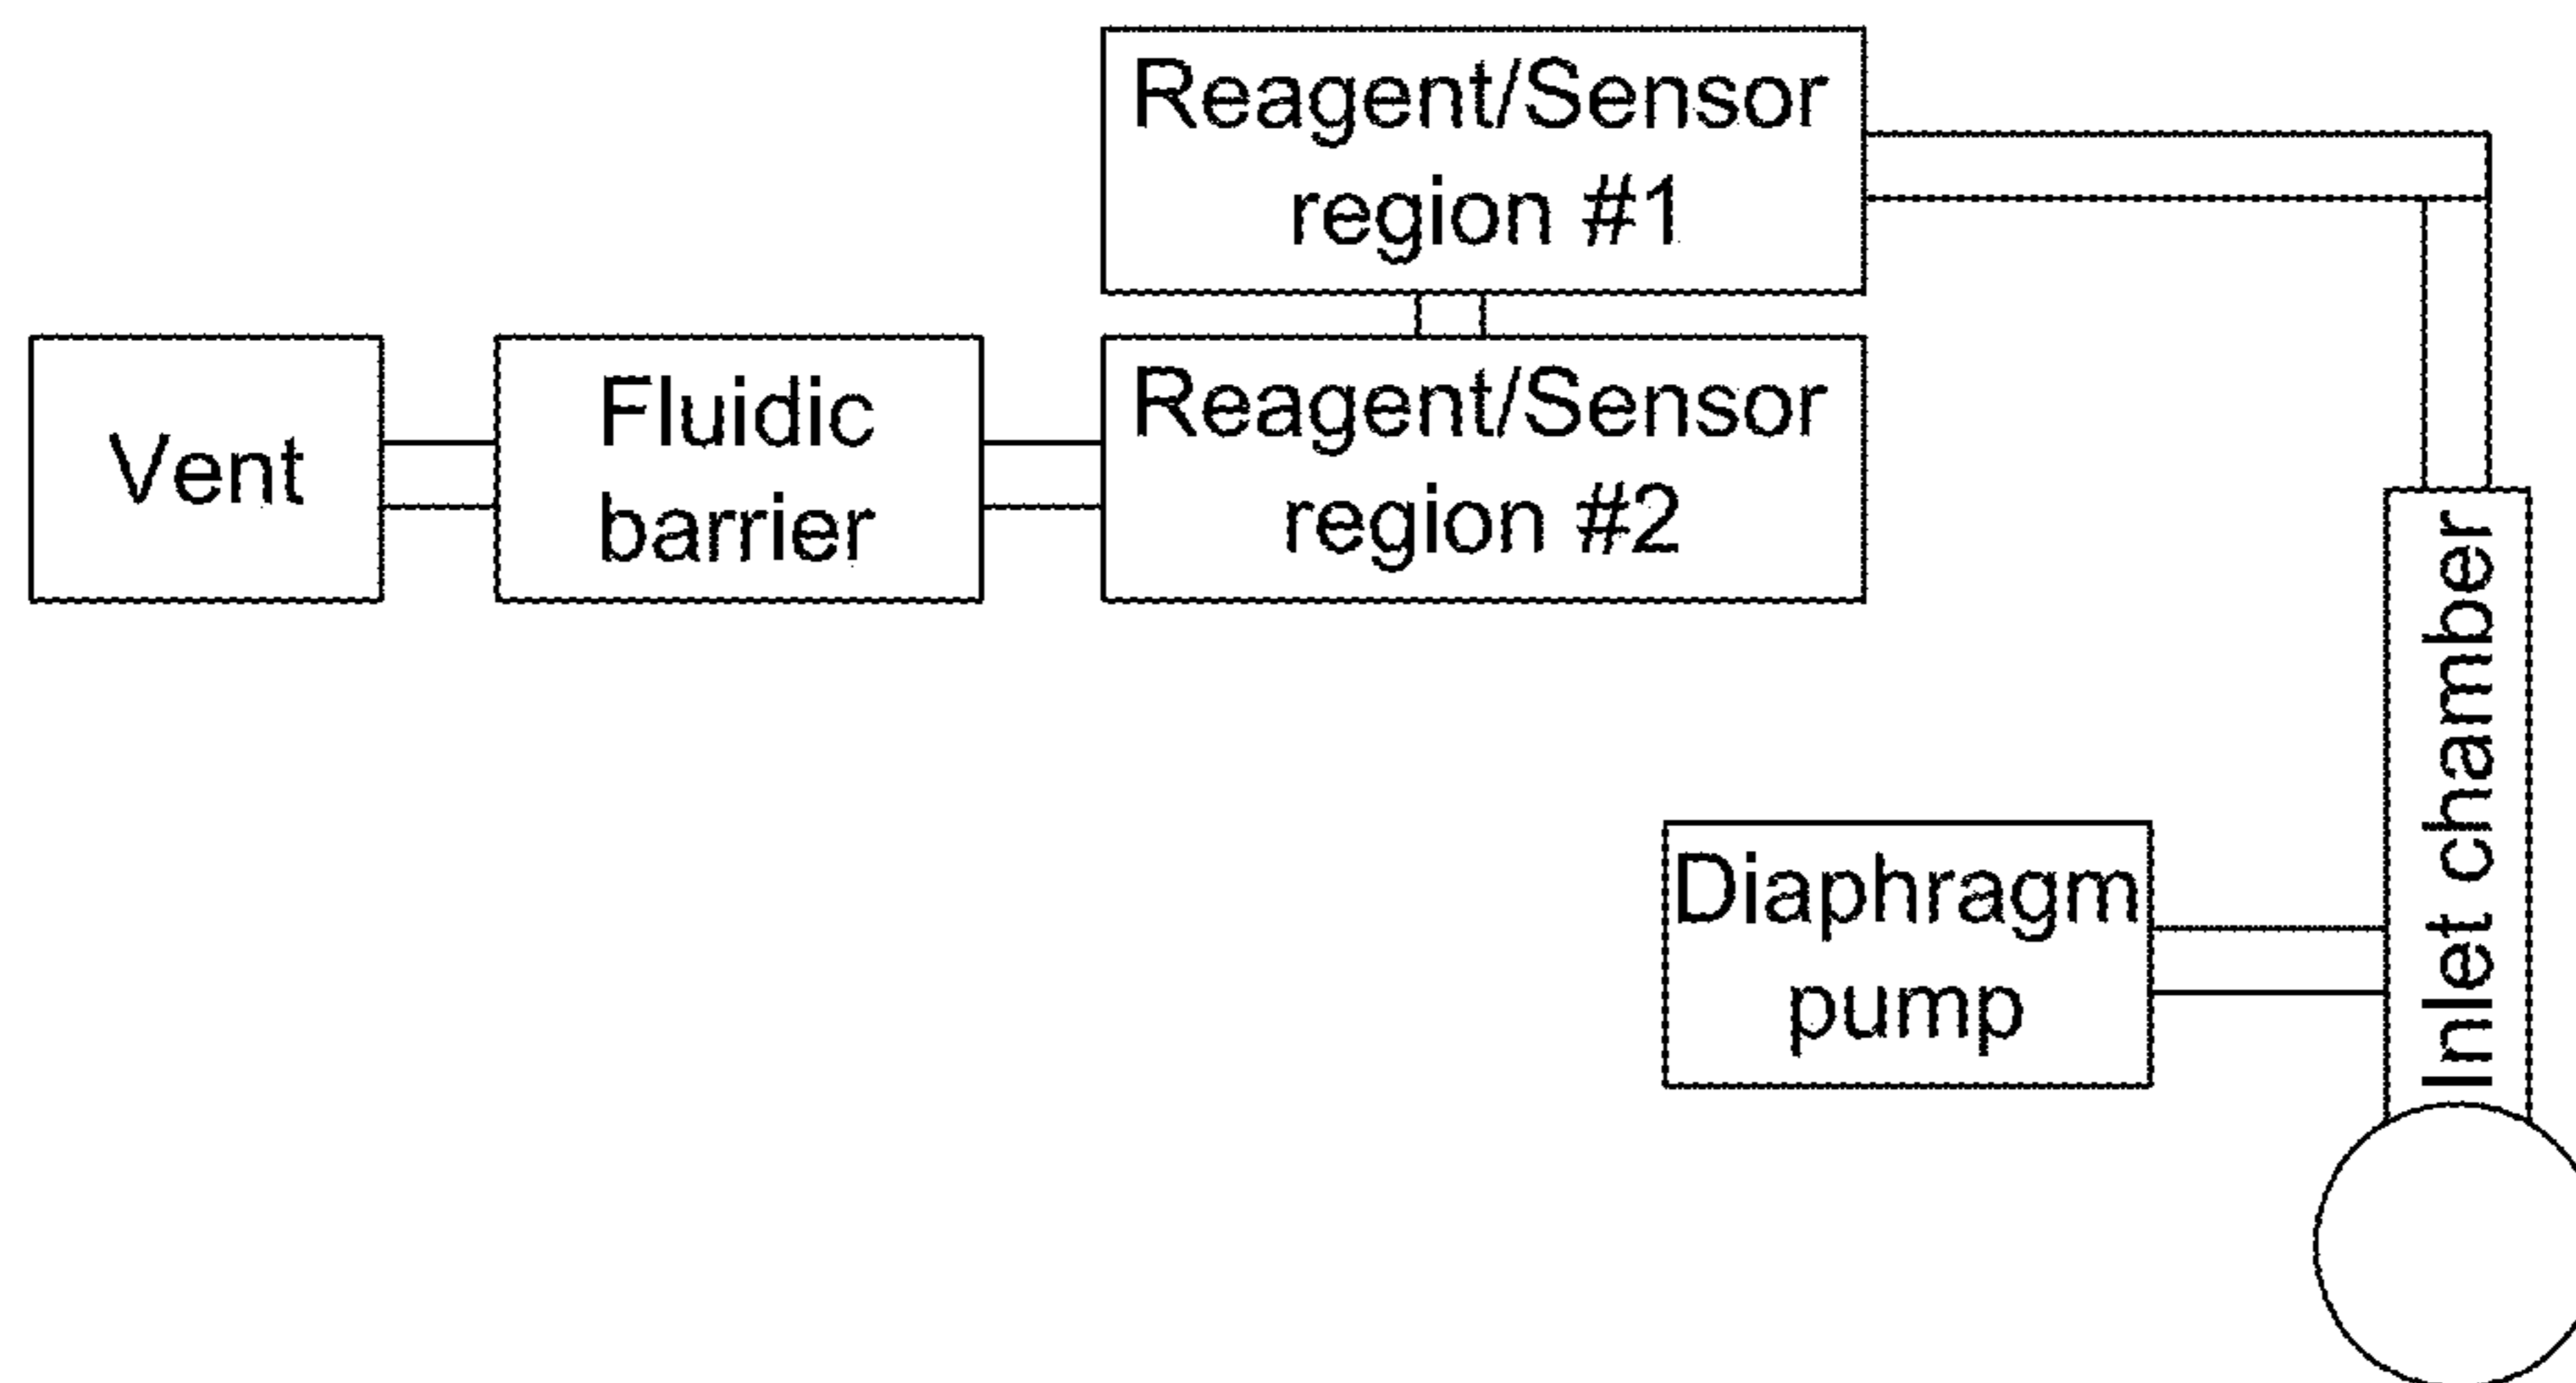 Reagent/Sensor
region #1
Vent
Fluidic
barrier
Reagent/Sensor
region #2
Inlet chamber
Diaphragm
pump